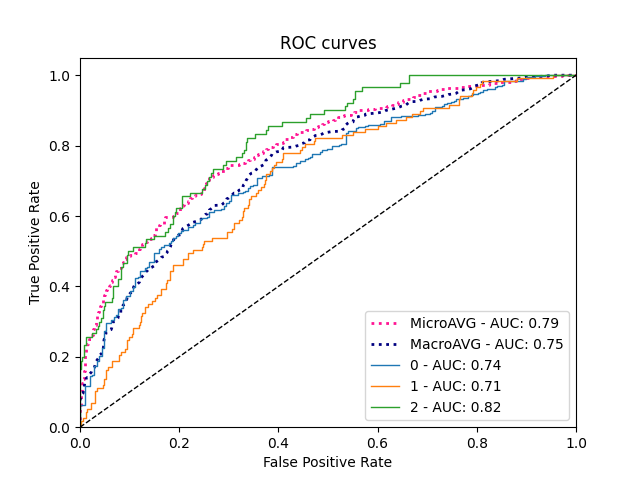 ROC curves
True Positive Rate
1.0
0.8
0.6
0.4
0.2
0.0
MicroAVG - AUC: 0.79
MacroAVG - AUC: 0.75
0 - AUC: 0.74
1 - AUC: 0.71
2 - AUC: 0.82
0.0 0.2 0.4 0.6 0.8 1.0
False Positive Rate